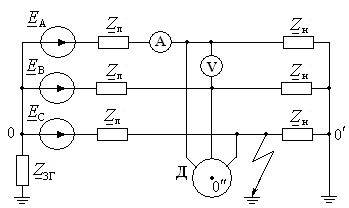 E_A Z_л A Z_н
V
E_B Z_л Z_н
E_C Z_л Z_н
0 0′
Z_ЗГ Д 0″